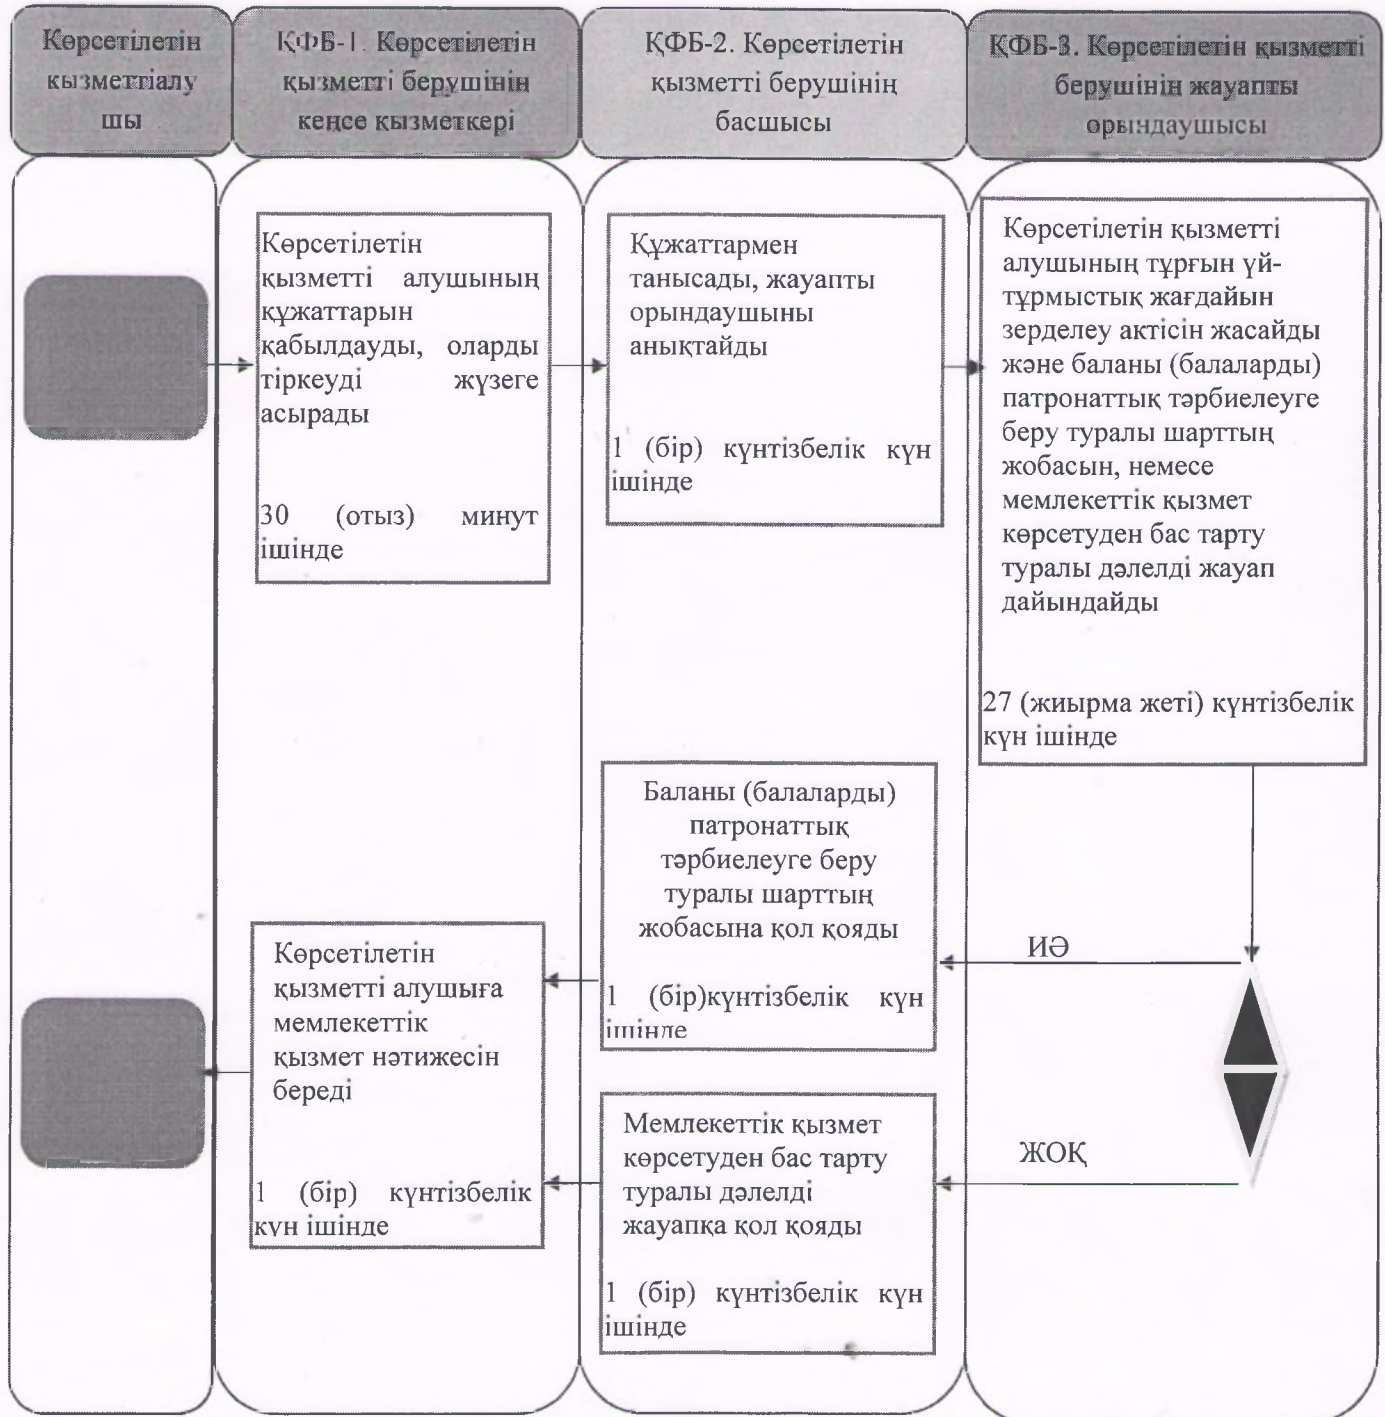 Көрсетілетін
кызметтіалу
шы
ҚФБ-1. Көрсетілетін
қызметті берушінің
кеңсе қызметкері
ҚФБ-2. Көрсетілетін
қызметті берушінің
басшысы
ҚФБ-3. Көрсетілетін қызметті
берушінің жауапты
орындаушысы
Көрсетілетін
қызметті алушының
құжаттарын
қабылдауды, оларды
тіркеуді жүзеге
асырады
30 (отыз) минут
ішінде
Құжаттармен
танысады, жауапты
орындаушыны
анықтайды
1 (бір) күнтізбелік күн
ішінде
Көрсетілетін қызметті
алушының тұрғын үй-
тұрмыстық жағдайын
зерделеу актісін жасайды
және баланы (балаларды)
патронаттық тәрбиелеуге
беру туралы шарттың
жобасын, немесе
мемлекеттік қызмет
көрсетуден бас тарту
туралы дәлелді жауап
дайындайды
27 (жиырма жеті) күнтізбелік
күн ішінде
Баланы (балаларды)
патронаттық
тәрбиелеуге беру
туралы шарттың
жобасына қол қояды
1 (бір)күнтізбелік күн
ішінде
ИӘ
Көрсетілетін
қызметті алушыға
мемлекеттік
қызмет нәтижесін
береді
1 (бір) күнтізбелік
күн ішінде
Мемлекеттік қызмет
көрсетуден бас тарту
туралы дәлелді
жауапқа қол қояды
1 (бір) күнтізбелік күн
ішінде
ЖОҚ